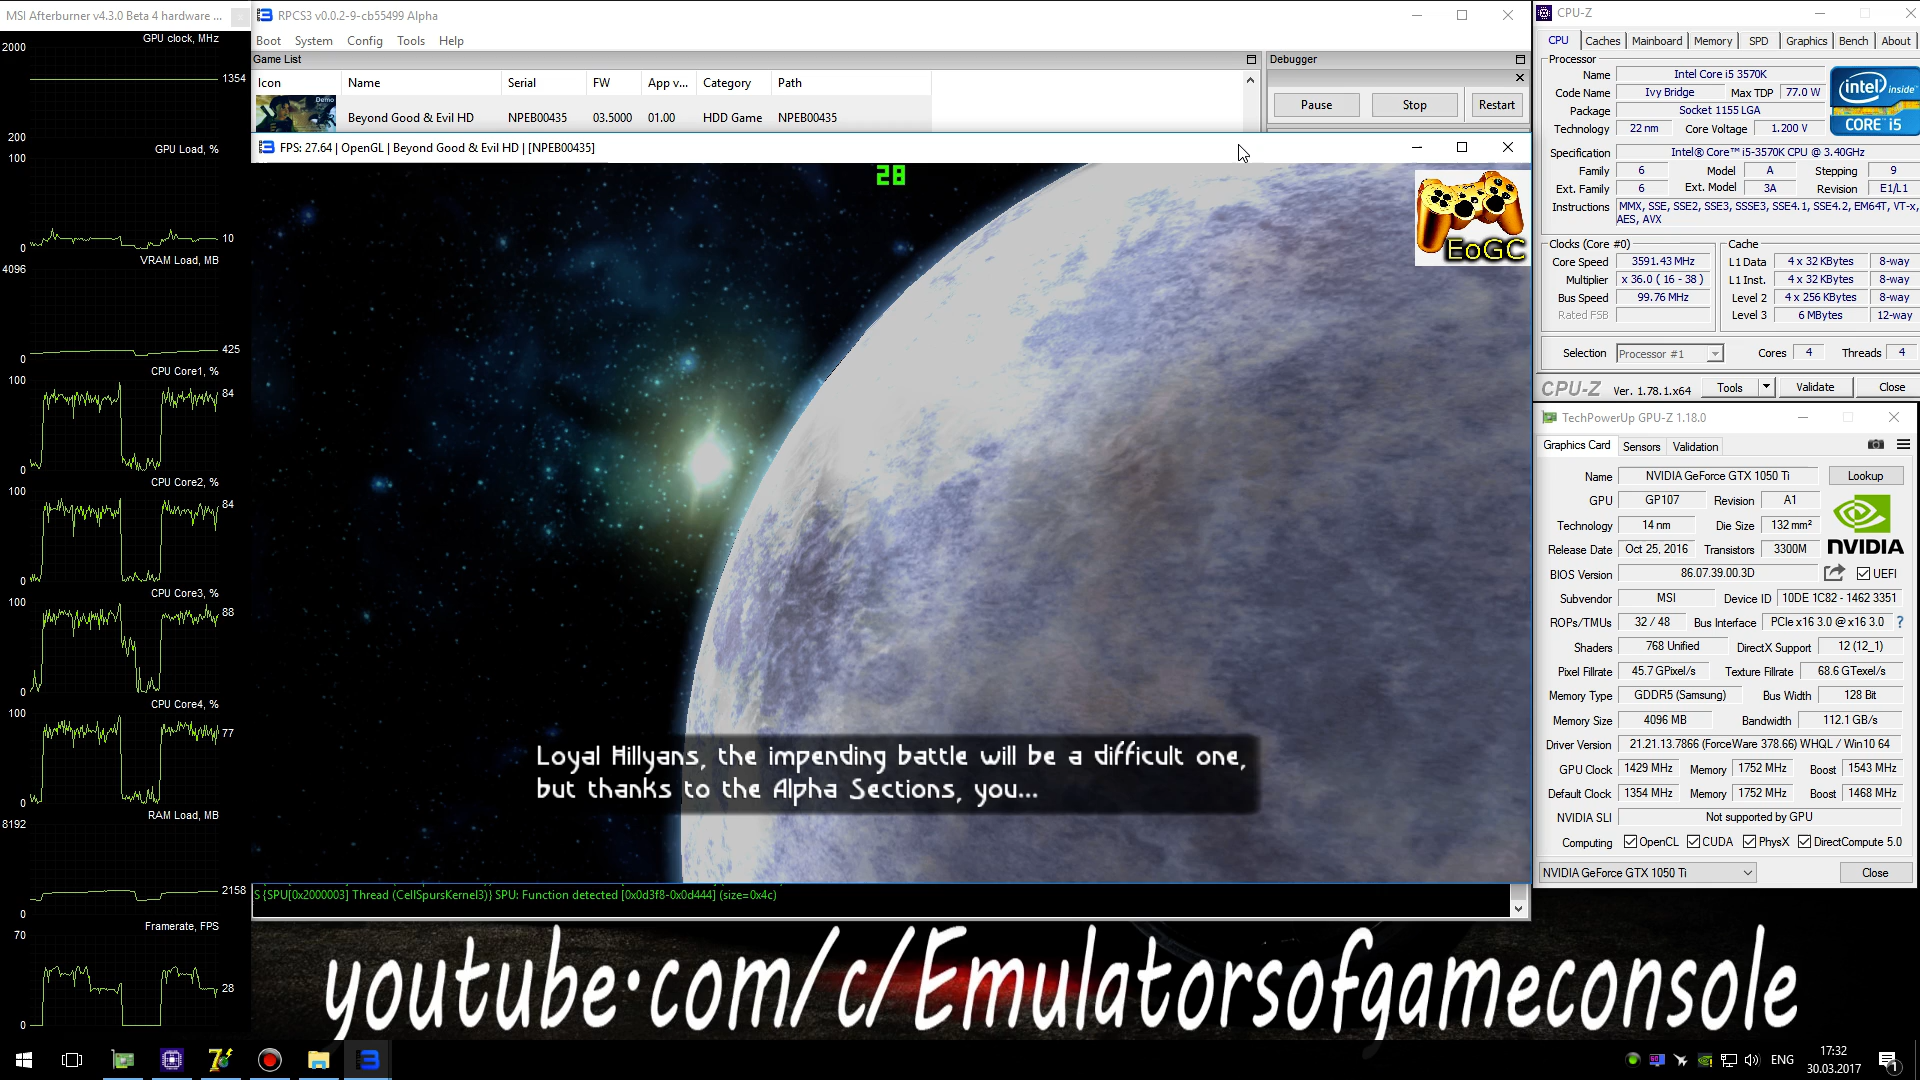 MSI Afterburner v4.3.0 Beta 4 hardware ...
GPU clock, MHz
2000
1354
200
GPU Load, %
100
10
0
VRAM Load, MB
4096
425
0
CPU Core1, %
100
84
0
CPU Core2, %
100
84
0
CPU Core3, %
100
88
0
CPU Core4, %
100
77
0
RAM Load, MB
8192
2158
0
Framerate, FPS
70
28
0
RPCS3 v0.0.2-9-cb55499 Alpha
Boot System Config Tools Help
Game List
Icon Name Serial FW App v... Category Path
Demo
Beyond Good & Evil HD NPEB00435 03.5000 01.00 HDD Game NPEB00435
Debugger
Pause Stop Restart
FPS: 27.64 | OpenGL | Beyond Good & Evil HD | [NPEB00435]
28
EoGC
Loyal Hillyans, the impending battle will be a difficult one,
but thanks to the Alpha Sections, you...
S {SPU[0x2000003] Thread (CellSpursKernel3)} SPU: Function detected [0x0d3f8-0x0d444] (size=0x4c)
youtube.com/c/Emulatorsofgameconsole
CPU-Z
CPU Caches Mainboard Memory SPD Graphics Bench About
Processor
Name Intel Core i5 3570K
Code Name Ivy Bridge Max TDP 77.0 W
Package Socket 1155 LGA
Technology 22 nm Core Voltage 1.200 V
intel inside™
CORE™ i5
Specification Intel® Core™ i5-3570K CPU @ 3.40GHz
Family 6 Model A Stepping 9
Ext. Family 6 Ext. Model 3A Revision E1/L1
Instructions MMX, SSE, SSE2, SSE3, SSSE3, SSE4.1, SSE4.2, EM64T, VT-x,
AES, AVX
Clocks (Core #0)
Core Speed 3591.43 MHz
Multiplier x 36.0 ( 16 - 38 )
Bus Speed 99.76 MHz
Rated FSB
Cache
L1 Data 4 x 32 KBytes 8-way
L1 Inst. 4 x 32 KBytes 8-way
Level 2 4 x 256 KBytes 8-way
Level 3 6 MBytes 12-way
Selection Processor #1 Cores 4 Threads 4
CPU-Z Ver. 1.78.1.x64 Tools Validate Close
TechPowerUp GPU-Z 1.18.0
Graphics Card Sensors Validation
Name NVIDIA GeForce GTX 1050 Ti Lookup
GPU GP107 Revision A1
Technology 14 nm Die Size 132 mm²
Release Date Oct 25, 2016 Transistors 3300M
NVIDIA
BIOS Version 86.07.39.00.3D UEFI
Subvendor MSI Device ID 10DE 1C82 - 1462 3351
ROPs/TMUs 32 / 48 Bus Interface PCIe x16 3.0 @ x16 3.0 ?
Shaders 768 Unified DirectX Support 12 (12_1)
Pixel Fillrate 45.7 GPixel/s Texture Fillrate 68.6 GTexel/s
Memory Type GDDR5 (Samsung) Bus Width 128 Bit
Memory Size 4096 MB Bandwidth 112.1 GB/s
Driver Version 21.21.13.7866 (ForceWare 378.66) WHQL / Win10 64
GPU Clock 1429 MHz Memory 1752 MHz Boost 1543 MHz
Default Clock 1354 MHz Memory 1752 MHz Boost 1468 MHz
NVIDIA SLI Not supported by GPU
Computing OpenCL CUDA PhysX DirectCompute 5.0
NVIDIA GeForce GTX 1050 Ti Close
ENG
17:32
30.03.2017
1